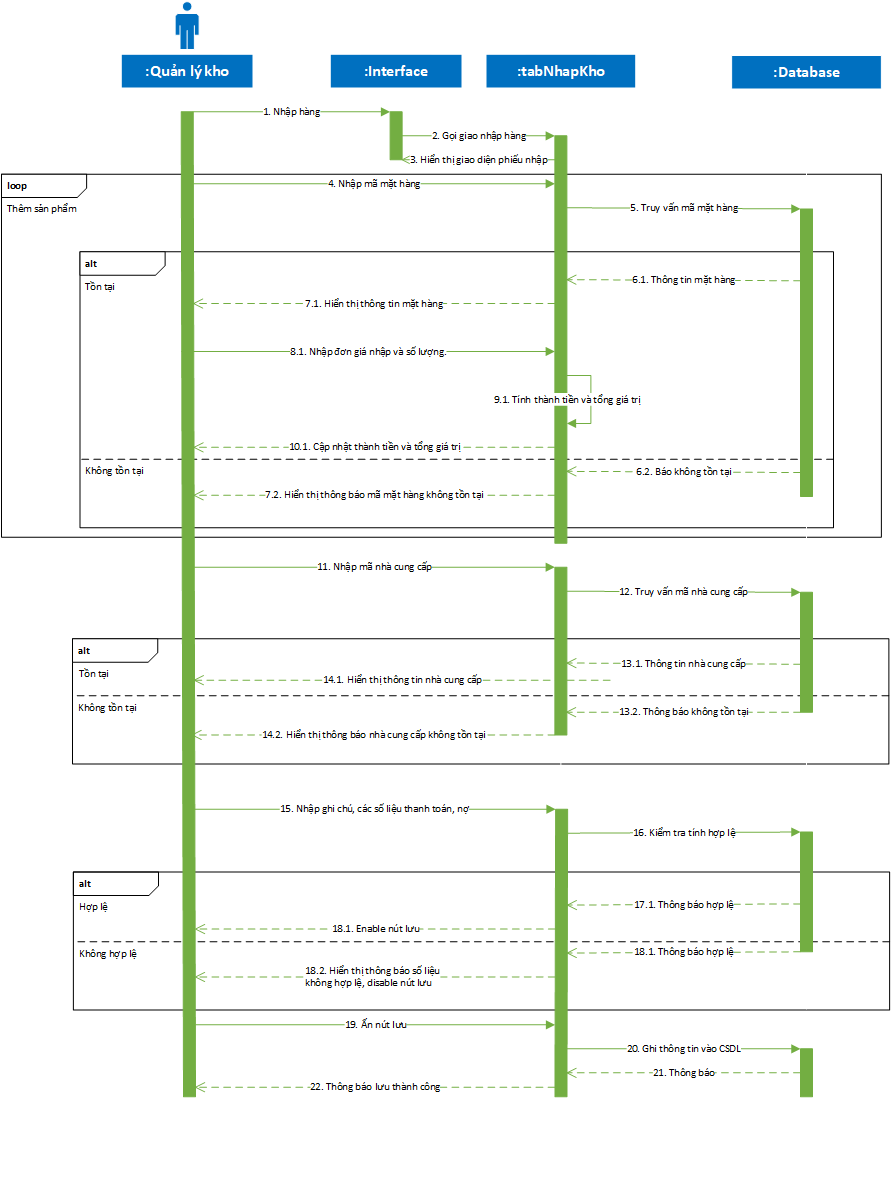 :Quản lý kho
:Interface
:tabNhapKho
:Database
1. Nhập hàng
2. Gọi giao nhập hàng
3. Hiển thị giao diện phiếu nhập
loop
4. Nhập mã mặt hàng
Thêm sản phẩm
5. Truy vấn mã mặt hàng
alt
Tồn tại
6.1. Thông tin mặt hàng
7.1. Hiển thị thông tin mặt hàng
8.1. Nhập đơn giá nhập và số lượng.
9.1. Tính thành tiền và tổng giá trị
10.1. Cập nhật thành tiền và tổng giá trị
Không tồn tại
6.2. Báo không tồn tại
7.2. Hiển thị thông báo mã mặt hàng không tồn tại
11. Nhập mã nhà cung cấp
12. Truy vấn mã nhà cung cấp
alt
Tồn tại
13.1. Thông tin nhà cung cấp
14.1. Hiển thị thông tin nhà cung cấp
Không tồn tại
13.2. Thông báo không tồn tại
14.2. Hiển thị thông báo nhà cung cấp không tồn tại
15. Nhập ghi chú, các số liệu thanh toán, nợ
16. Kiểm tra tính hợp lệ
alt
Hợp lệ
17.1. Thông báo hợp lệ
18.1. Enable nút lưu
Không hợp lệ
18.1. Thông báo hợp lệ
18.2. Hiển thị thông báo số liệu
không hợp lệ, disable nút lưu
19. Ấn nút lưu
20. Ghi thông tin vào CSDL
21. Thông báo
22. Thông báo lưu thành công